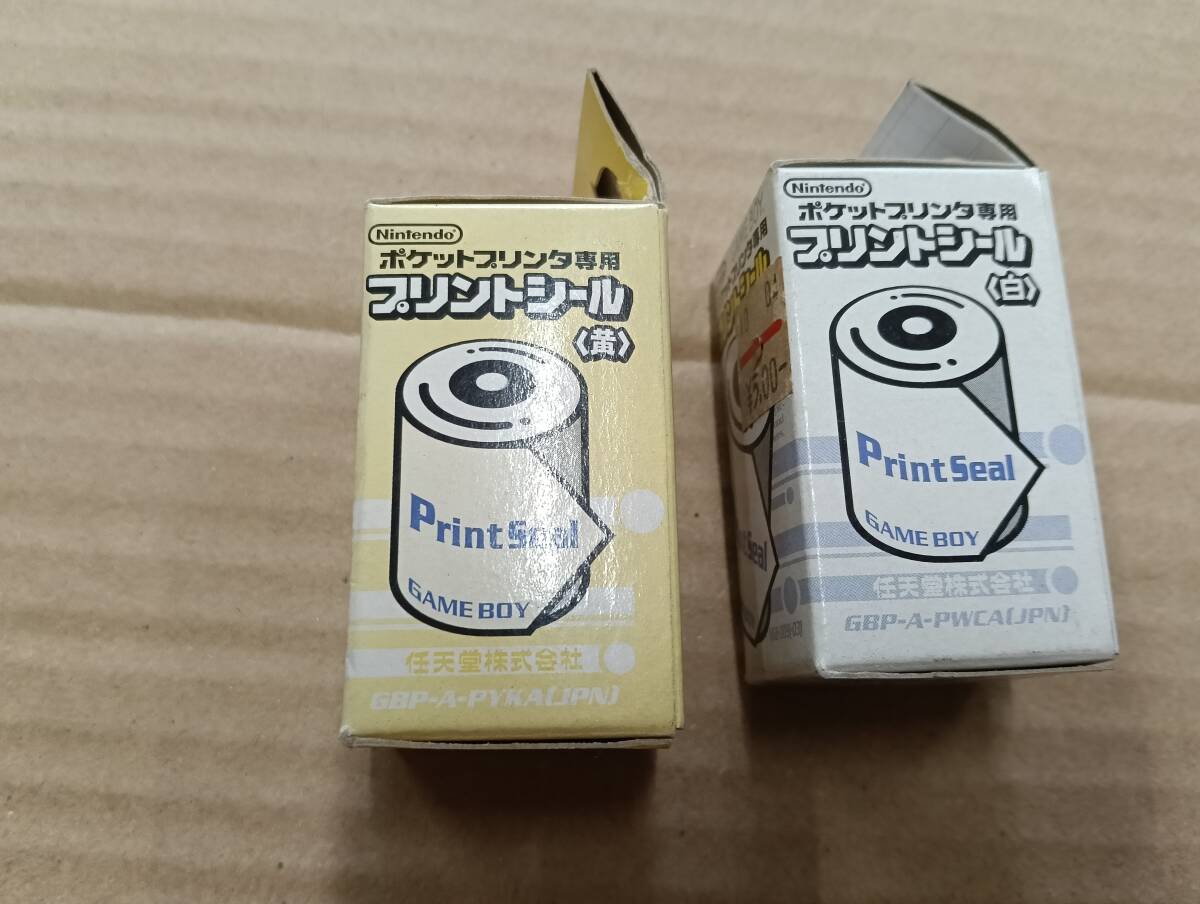 Nintendo
ポケットプリンタ専用
プリントシール
〈黄〉
Print Seal
GAME BOY
任天堂株式会社
GBP-A-PYKA(JPN)
Nintendo
ポケットプリンタ専用
プリントシール
〈白〉
Print Seal
GAME BOY
任天堂株式会社
GBP-A-PWCA(JPN)